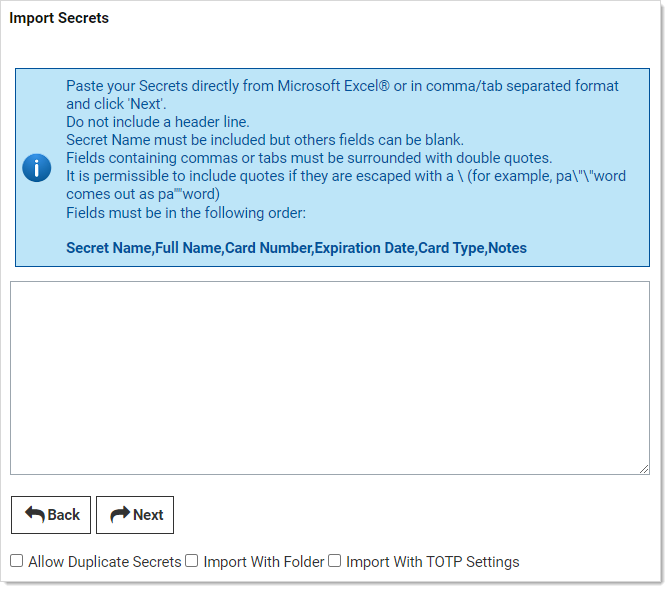 Import Secrets
Paste your Secrets directly from Microsoft Excel® or in comma/tab separated format
and click 'Next'.
Do not include a header line.
Secret Name must be included but others fields can be blank.
Fields containing commas or tabs must be surrounded with double quotes.
It is permissible to include quotes if they are escaped with a \ (for example, pa\"\"word
comes out as pa""word)
Fields must be in the following order:
Secret Name,Full Name,Card Number,Expiration Date,Card Type,Notes
Back Next
Allow Duplicate Secrets Import With Folder Import With TOTP Settings